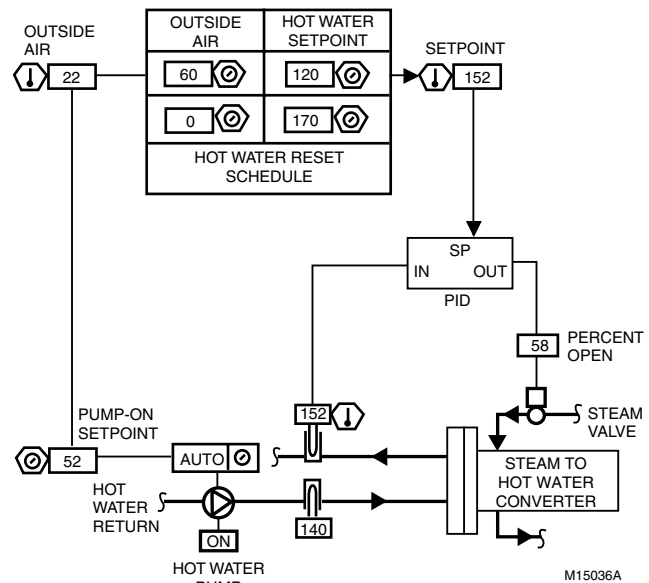 OUTSIDE
AIR
22
OUTSIDE
AIR
HOT WATER
SETPOINT
60
120
0
170
HOT WATER RESET
SCHEDULE
SETPOINT
152
SP
IN
OUT
PID
58
PERCENT
OPEN
152
STEAM
VALVE
PUMP-ON
SETPOINT
52
AUTO
STEAM TO
HOT WATER
CONVERTER
HOT
WATER
RETURN
140
ON
HOT WATER
PUMP
M15036A